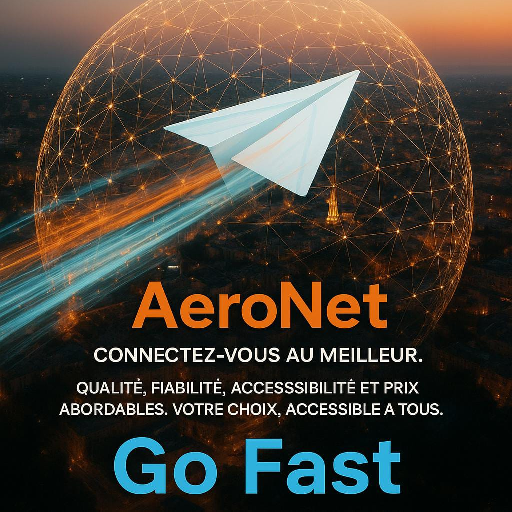 AeroNet
CONNECTEZ-VOUS AU MEILLEUR.
QUALITÉ, FIABILITÉ, ACCESSSIBILITÉ ET PRIX
ABORDABLES. VOTRE CHOIX, ACCESSIBLE A TOUS.
Go Fast